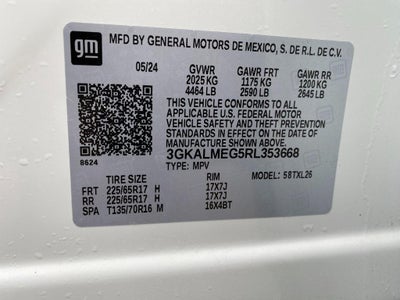 gm
MFD BY GENERAL MOTORS DE MEXICO, S. DE R.L. DE C.V.
05/24 GVWR GAWR FRT GAWR RR
2025 KG 1175 KG 1200 KG
4464 LB 2590 LB 2645 LB
THIS VEHICLE CONFORMS TO ALL
APPLICABLE U.S. FEDERAL MOTOR
VEHICLE SAFETY AND THEFT
PREVENTION STANDARDS IN EFFECT ON
THE DATE OF MANUFACTURE SHOWN ABOVE.
8624
3GKALMEG5RL353668
TYPE: MPV MODEL: 58TXL26
TIRE SIZE RIM
FRT 225/65R17 H 17X7J
RR 225/65R17 H 17X7J
SPA T135/70R16 M 16X4BT